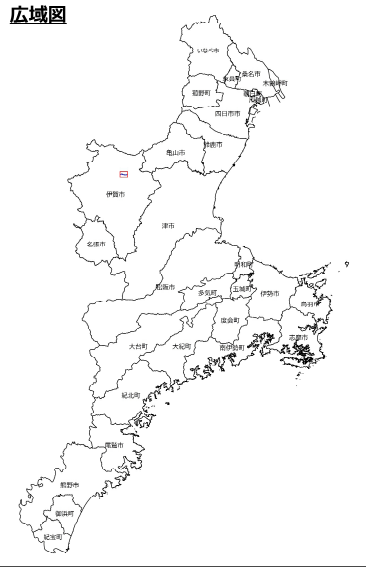 広域図
いなべ市
桑名市
東員町
木曽岬町
菰野町
朝日町
川越町
四日市市
鈴鹿市
亀山市
伊賀市
津市
名張市
明和町
松阪市
多気町
玉城町
伊勢市
鳥羽市
度会町
志摩市
大台町
大紀町
南伊勢町
紀北町
尾鷲市
熊野市
御浜町
紀宝町